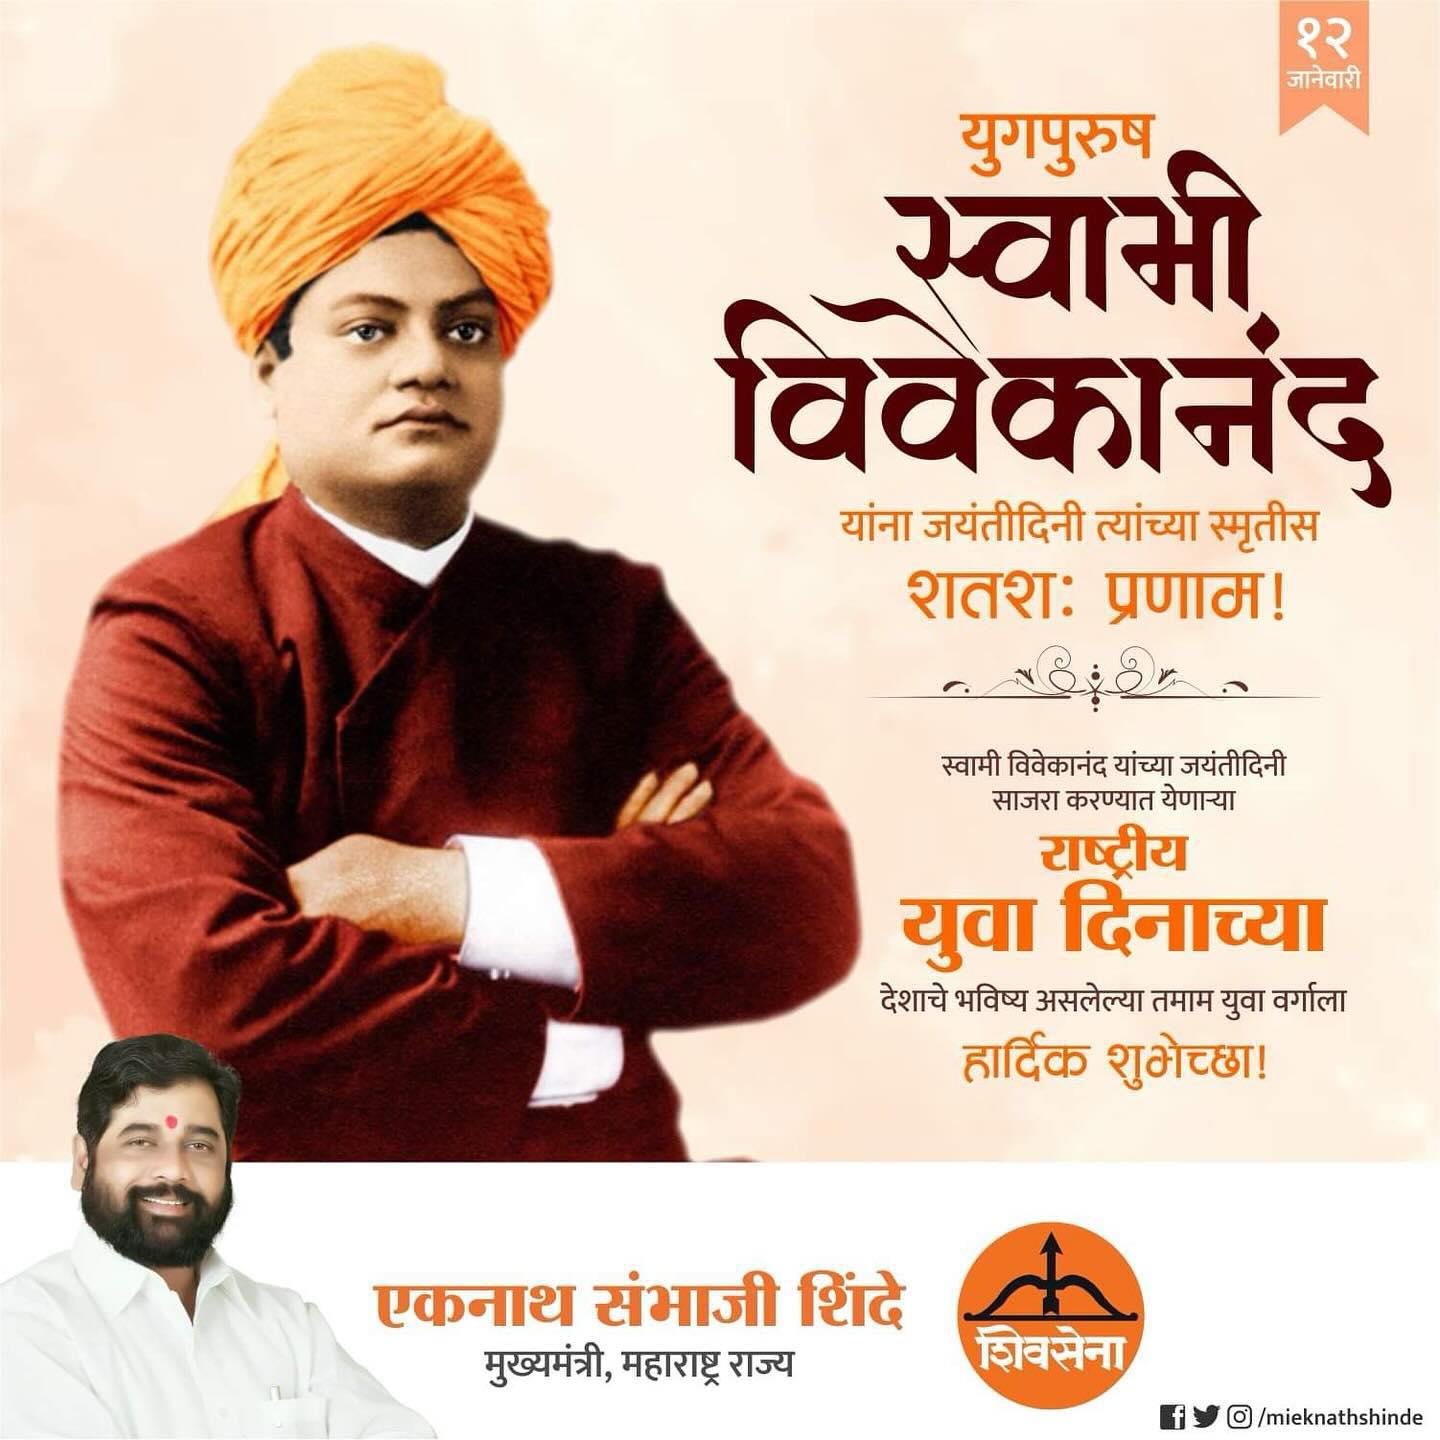 १२
जानेवारी
युगपुरुष
स्वामी
विवेकानंद
यांना जयंतीदिनी त्यांच्या स्मृतीस
शतशः प्रणाम!
स्वामी विवेकानंद यांच्या जयंतीदिनी
साजरा करण्यात येणाऱ्या
राष्ट्रीय
युवा दिनाच्या
देशाचे भविष्य असलेल्या तमाम युवा वर्गाला
हार्दिक शुभेच्छा!
एकनाथ संभाजी शिंदे
मुख्यमंत्री, महाराष्ट्र राज्य
शिवसेना
/mieknathshinde